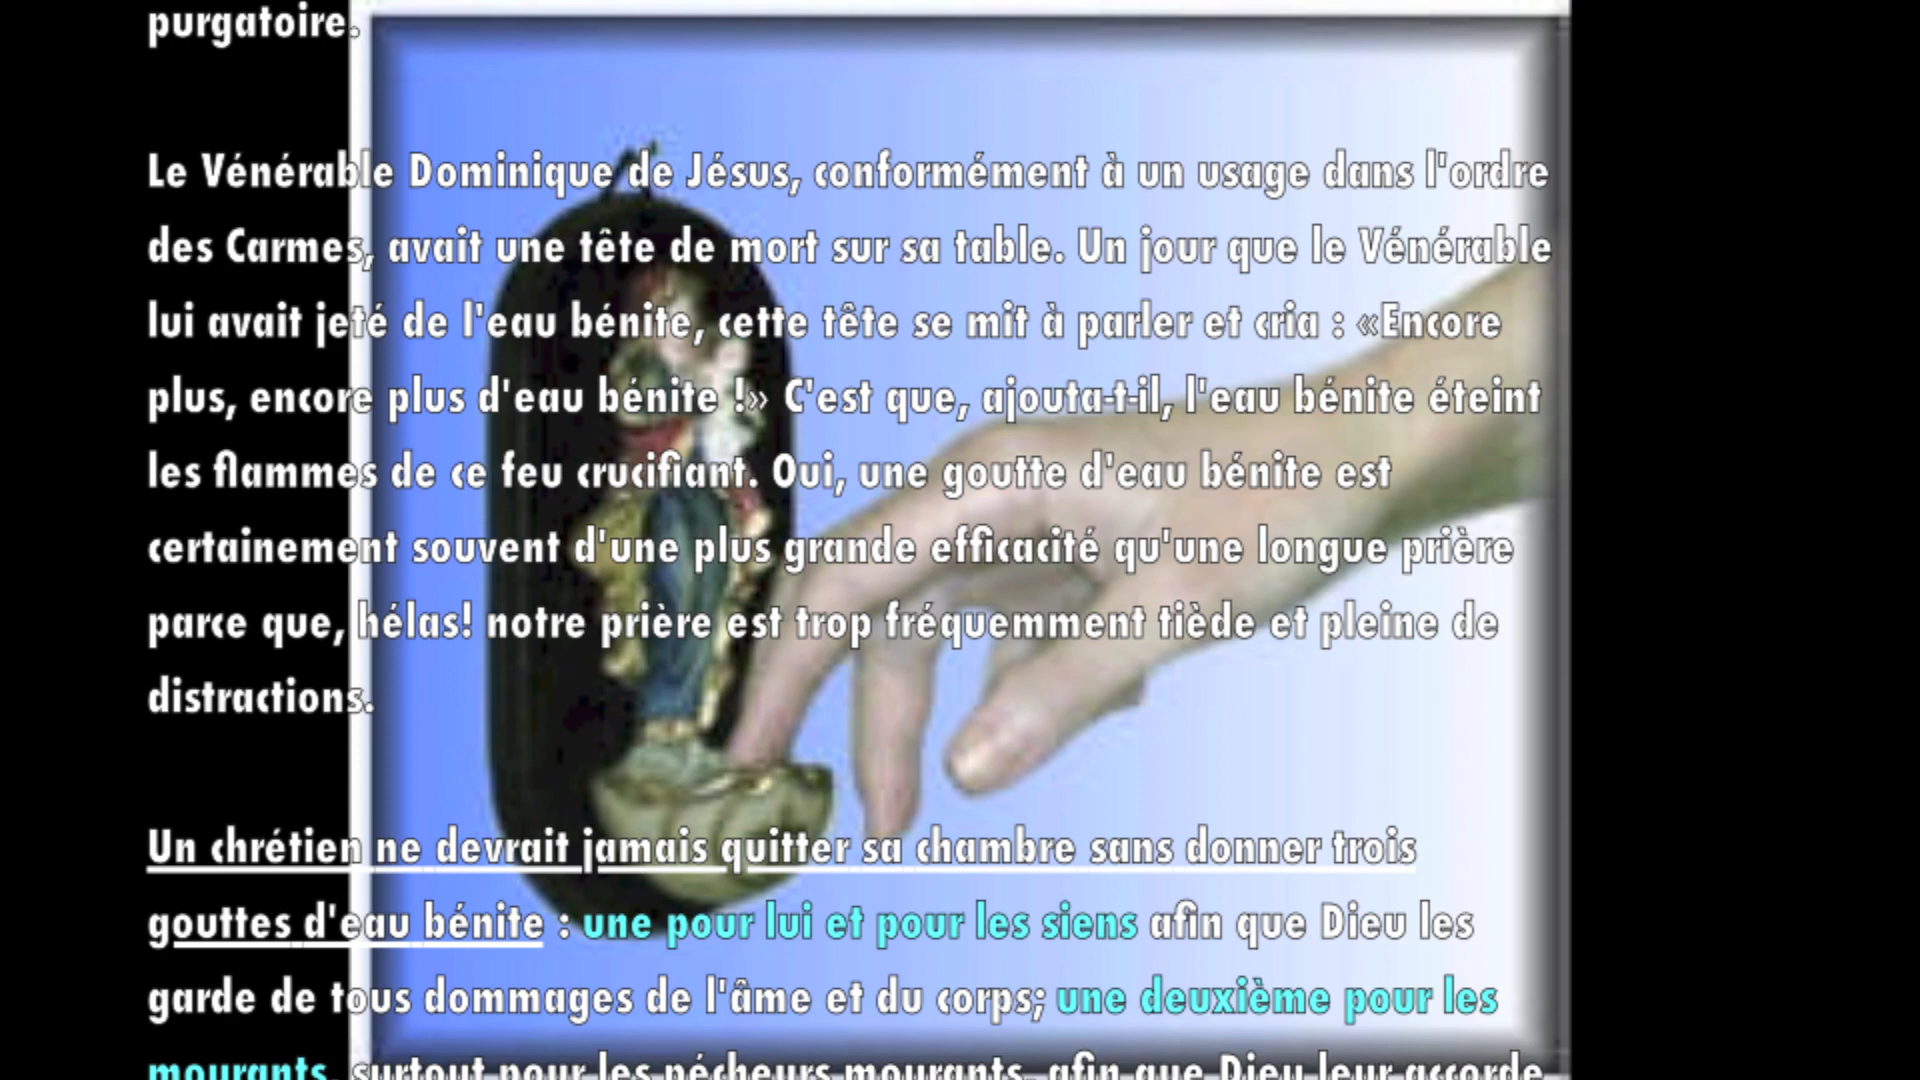 purgatoire.
Le Vénérable Dominique de Jésus, conformément à un usage dans l'ordre
des Carmes, avait une tête de mort sur sa table. Un jour que le Vénérable
lui avait jeté de l'eau bénite, cette tête se mit à parler et cria : «Encore
plus, encore plus d'eau bénite !» C'est que, ajouta-t-il, l'eau bénite éteint
les flammes de ce feu crucifiant. Oui, une goutte d'eau bénite est
certainement souvent d'une plus grande efficacité qu'une longue prière
parce que, hélas! notre prière est trop fréquemment tiède et pleine de
distractions.
Un chrétien ne devrait jamais quitter sa chambre sans donner trois
gouttes d'eau bénite : une pour lui et pour les siens afin que Dieu les
garde de tous dommages de l'âme et du corps; une deuxième pour les
mourants, surtout pour les pécheurs mourants, afin que Dieu leur accorde